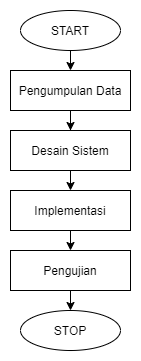 START
Pengumpulan Data
Desain Sistem
Implementasi
Pengujian
STOP